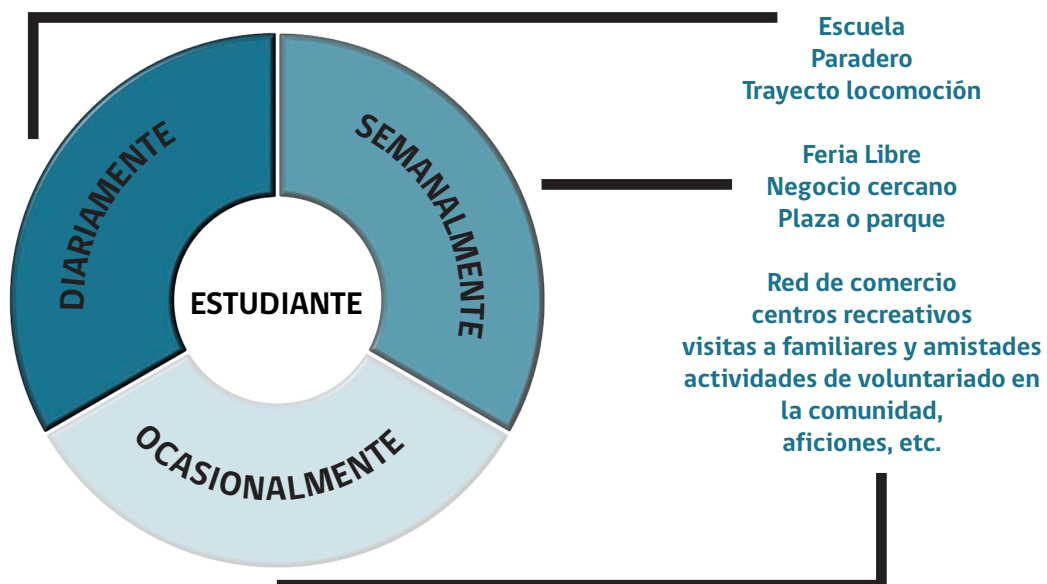 Escuela
Paradero
Trayecto locomoción
DIARIAMENTE
SEMANALMENTE
Feria Libre
Negocio cercano
Plaza o parque
ESTUDIANTE
Red de comercio
centros recreativos
visitas a familiares y amistades
actividades de voluntariado en
la comunidad,
aficiones, etc.
OCASIONALMENTE